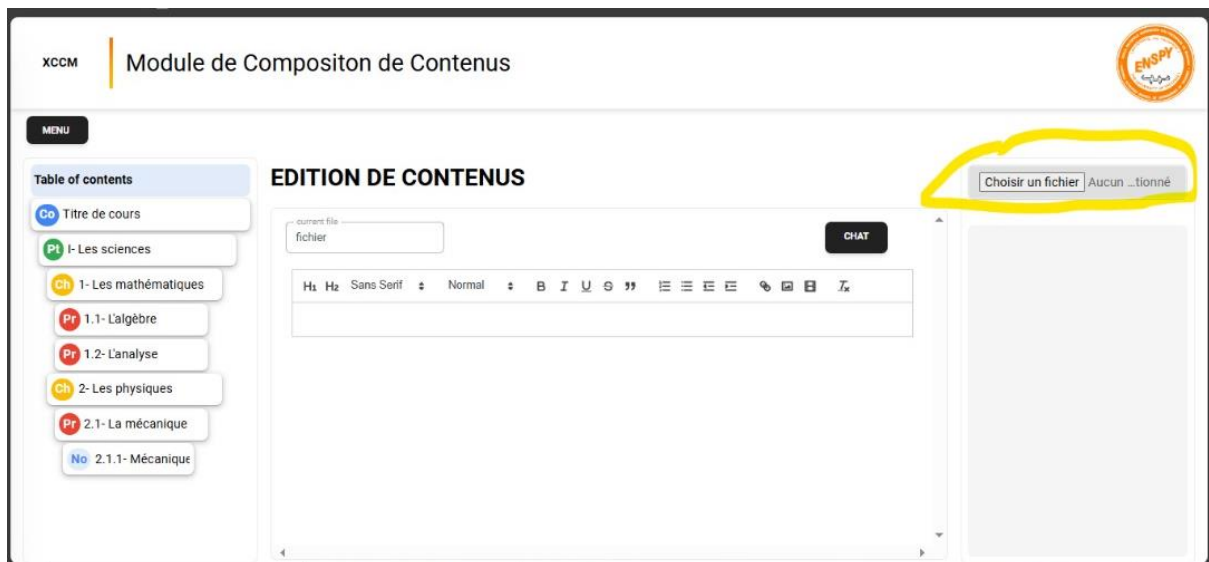 XCCM
Module de Compositon de Contenus
ENSPY
MENU
Table of contents
Co Titre de cours
Pt I- Les sciences
Ch 1- Les mathématiques
Pr 1.1- L'algèbre
Pr 1.2- L'analyse
Ch 2- Les physiques
Pr 2.1- La mécanique
No 2.1.1- Mécanique
EDITION DE CONTENUS
current file
fichier
CHAT
H1 H2 Sans Serif Normal B I U S
Choisir un fichier Aucun ...tionné